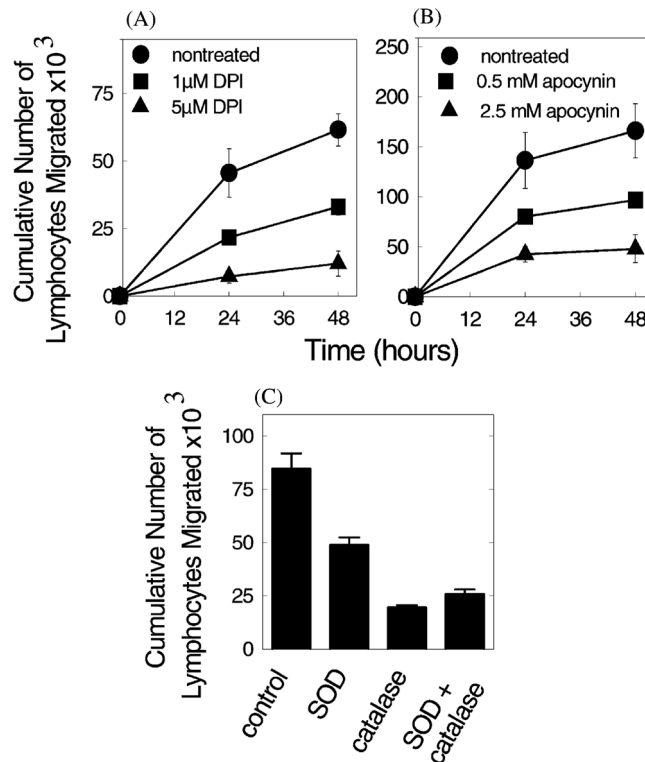 (A)
Cumulative Number of
Lymphocytes Migrated x10 3
75
50
25
0
nontreated
1µM DPI
5µM DPI
0 12 24 36 48
(B)
250
200
150
100
50
0
nontreated
0.5 mM apocynin
2.5 mM apocynin
0 12 24 36 48
Time (hours)
(C)
Cumulative Number of
Lymphocytes Migrated x10 3
100
75
50
25
0
control
SOD
catalase
SOD +
catalase